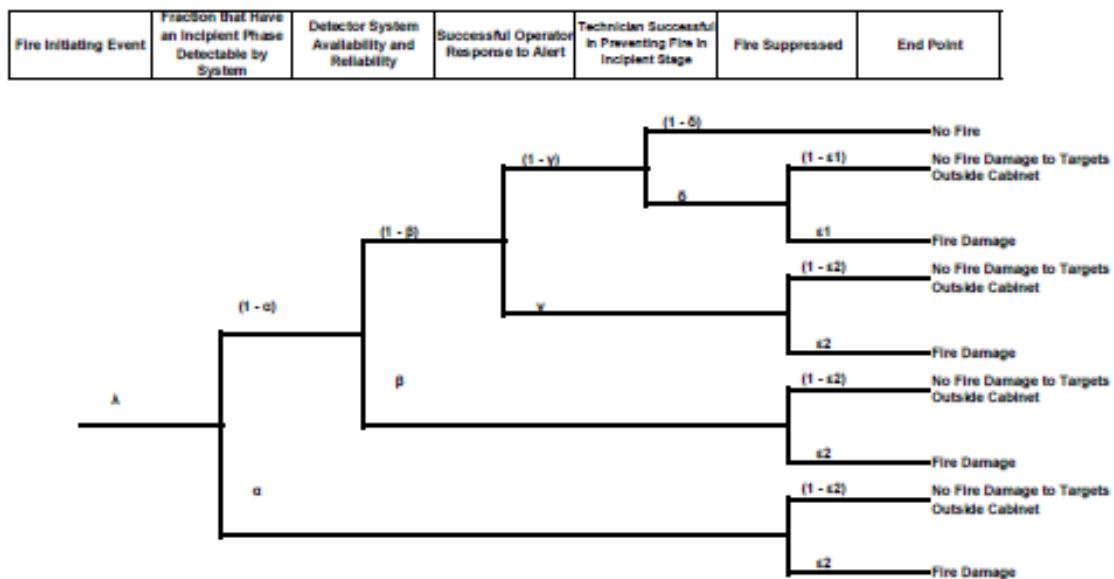 Fire Initiating Event
Fraction that Have
an Incipient Phase
Detectable by
System
Detector System
Availability and
Reliability
Successful Operator
Response to Alert
Technician Successful
in Preventing Fire in
Incipient Stage
Fire Suppressed
End Point
(1 - δ)
No Fire
(1 - γ)
(1 - ε1)
No Fire Damage to Targets
Outside Cabinet
δ
(1 - β)
ε1
Fire Damage
(1 - ε2)
No Fire Damage to Targets
Outside Cabinet
(1 - α)
γ
ε2
Fire Damage
β
(1 - ε2)
No Fire Damage to Targets
Outside Cabinet
λ
ε2
Fire Damage
α
(1 - ε2)
No Fire Damage to Targets
Outside Cabinet
ε2
Fire Damage